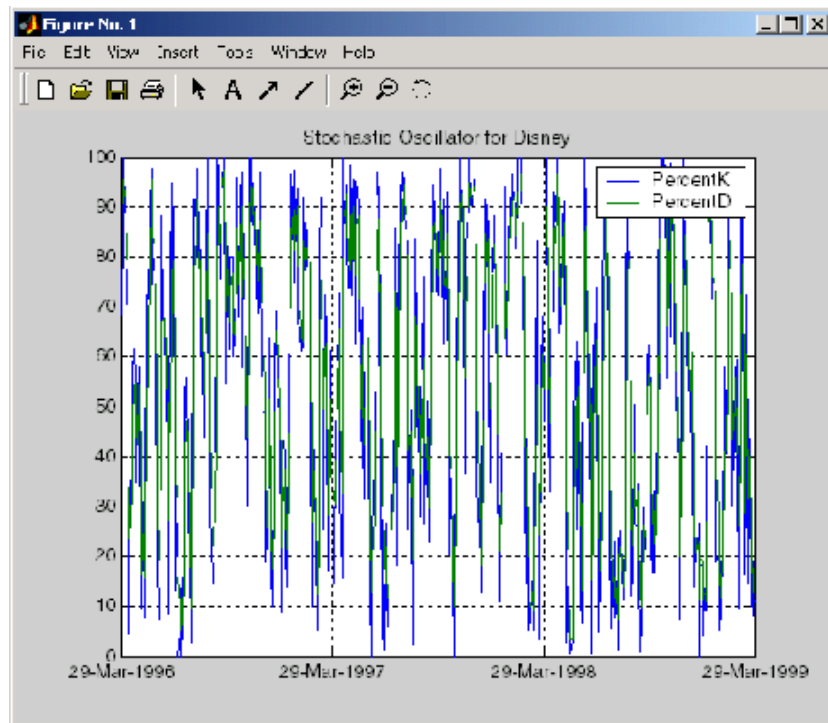 Figure No. 1
File Edit View Insert Tools Window Help
A
Stochastic Oscillator for Disney
100
90
80
70
60
50
40
30
20
10
0
PercentK
PercentD
29-Mar-1996 29-Mar-1997 29-Mar-1998 29-Mar-1999